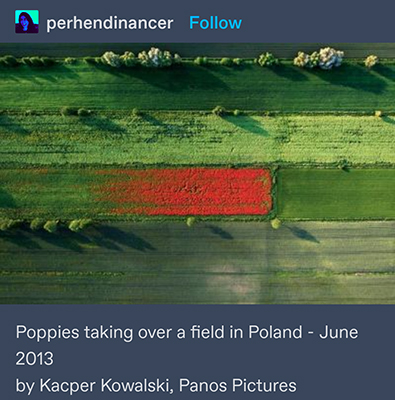 perhendinancer Follow
Poppies taking over a field in Poland - June
2013
by Kacper Kowalski, Panos Pictures